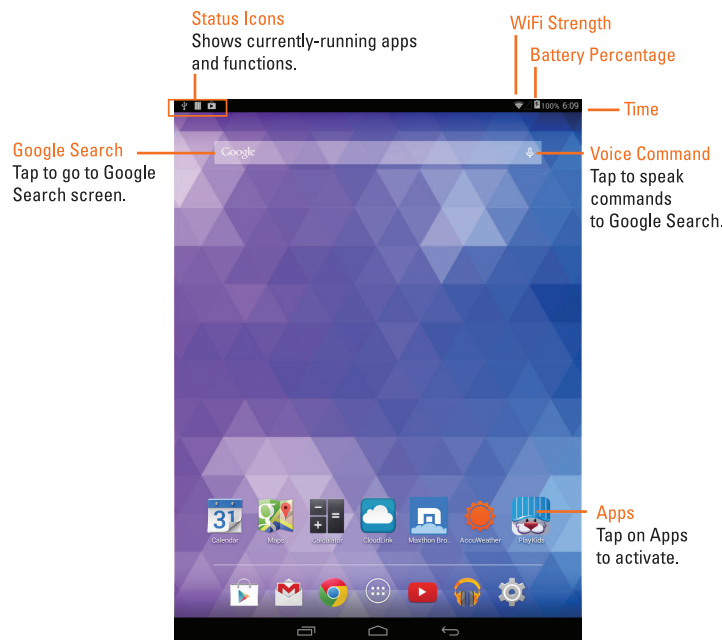 Status Icons
Shows currently-running apps
and functions.
WiFi Strength
Battery Percentage
100% 6:09
Time
Google Search
Tap to go to Google
Search screen.
Google
Voice Command
Tap to speak
commands
to Google Search.
31
Calendar
Maps
Calculator
CloudLink
Maxthon Bro..
AccuWeather
PlayKids
Apps
Tap on Apps
to activate.